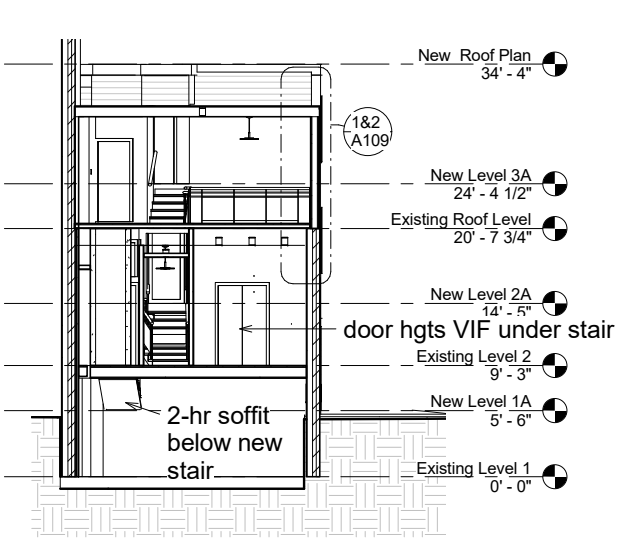 New Roof Plan
34' - 4"
1&2
A109
New Level 3A
24' - 4 1/2"
Existing Roof Level
20' - 7 3/4"
New Level 2A
14' - 5"
door hgts VIF under stair
Existing Level 2
9' - 3"
New Level 1A
5' - 6"
2-hr soffit
below new
stair
Existing Level 1
0' - 0"